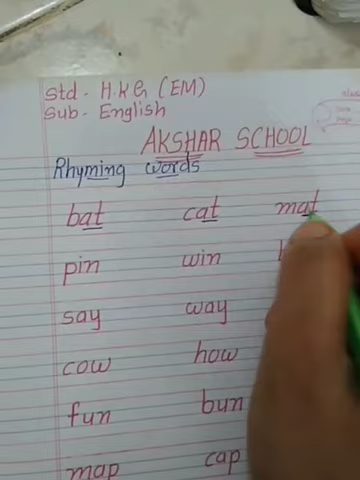 Std - H.KG (EM)
Sub - English
AKSHAR SCHOOL
Rhyming words
bat cat mat
pin win
say way
cow how
fun bun
map cap